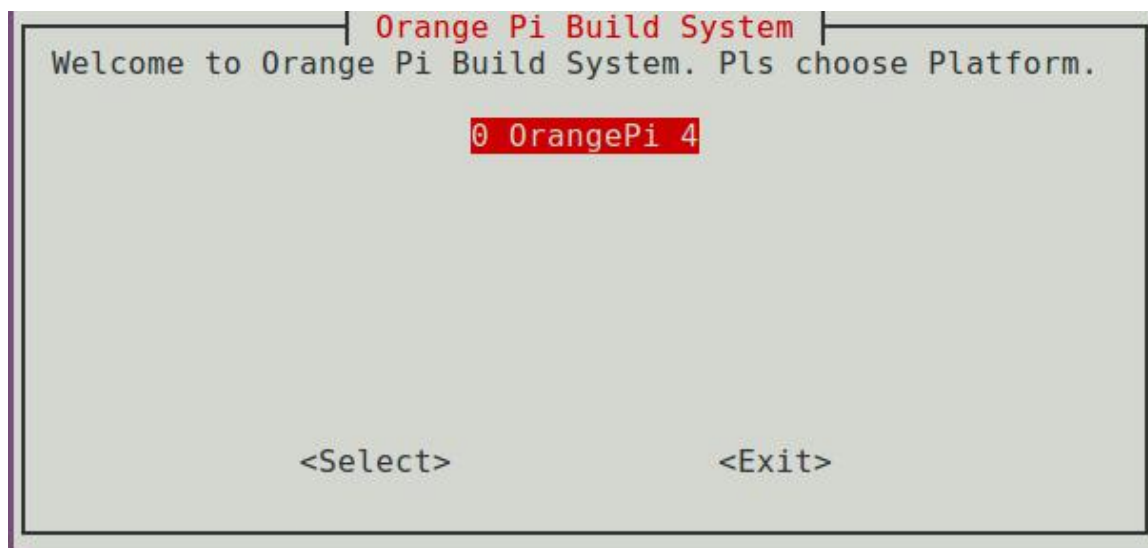 Orange Pi Build System
Welcome to Orange Pi Build System. Pls choose Platform.
0 OrangePi 4
<Select> <Exit>